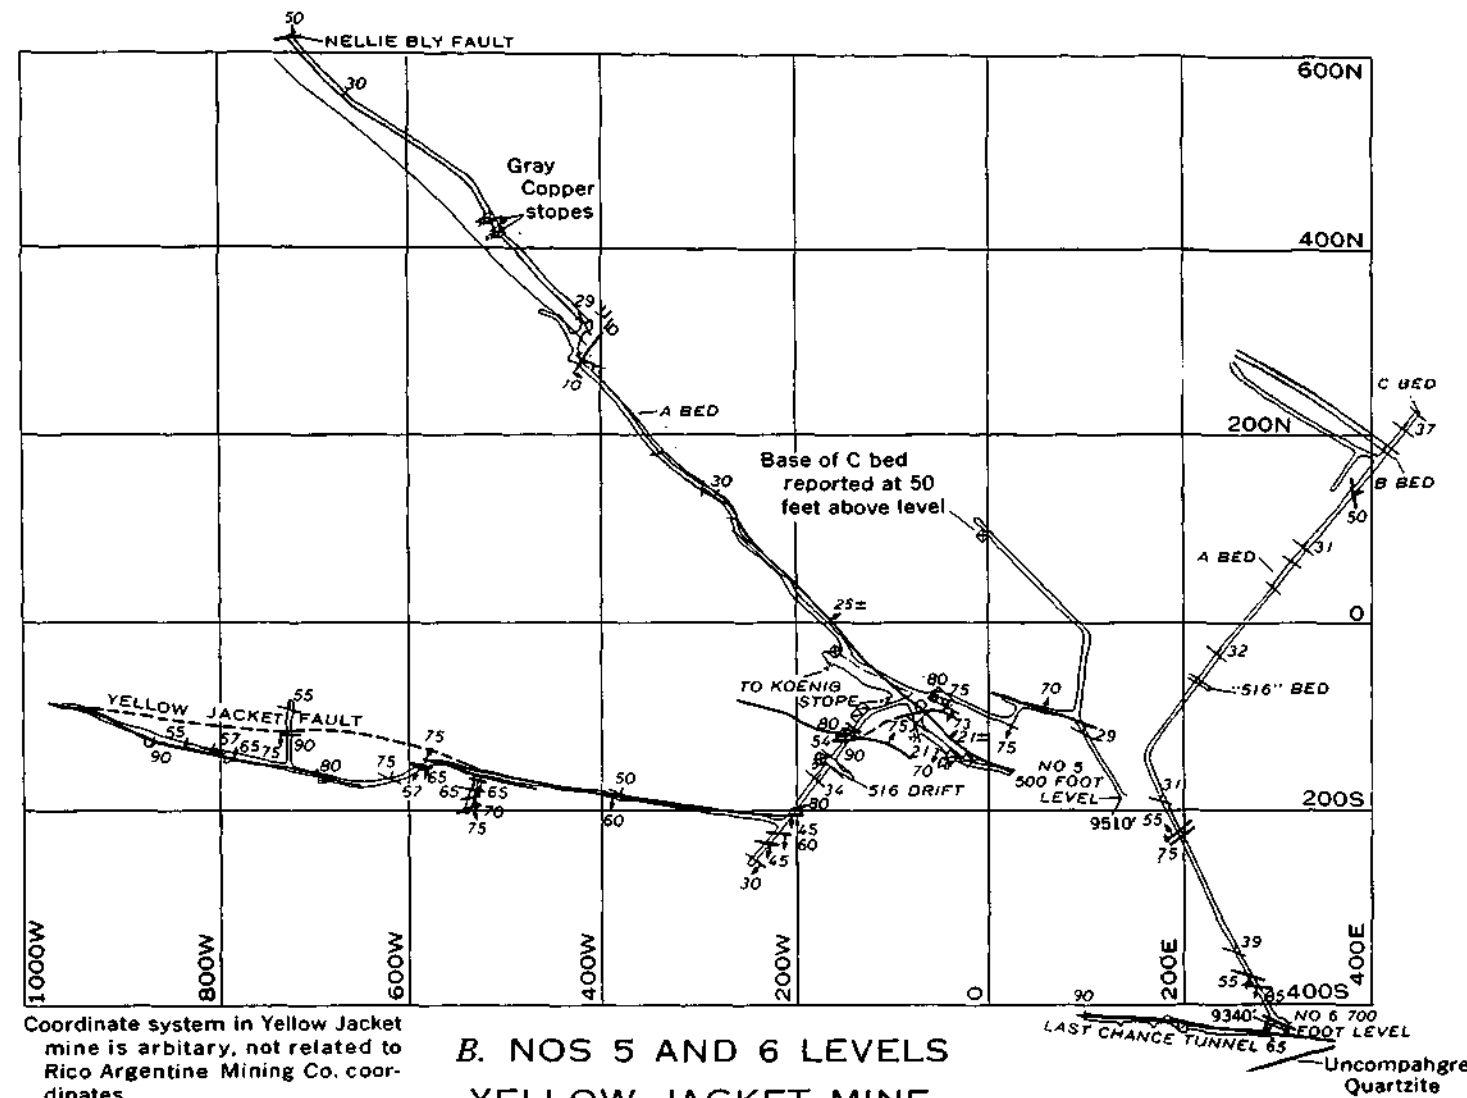 50
NELLIE BLY FAULT
600N
30
Gray
Copper
stopes
400N
29
10
10
A BED
C BED
37
200N
B BED
50
30
Base of C bed
reported at 50
feet above level
31
A BED
25±
0
32
"516" BED
TO KOENIG
STOPE
80
75
70
55
YELLOW JACKET FAULT
55
57
65
75
90
90
80
75
75
67
65
65
70
75
50
60
80
54
90
75
73
21±
21
70
75
29
34
516 DRIFT
NO 5
500 FOOT
LEVEL
9510'
200S
80
45
60
45
30
31
55
75
39
55
85
1000W
800W
600W
400W
200W
0
200E
400E
400S
90
9340'
NO 6 700
FOOT LEVEL
LAST CHANCE TUNNEL 65
Uncompahgre
Quartzite
Coordinate system in Yellow Jacket
mine is arbitary, not related to
Rico Argentine Mining Co. coor-
dinates
B. NOS 5 AND 6 LEVELS
YELLOW JACKET MINE